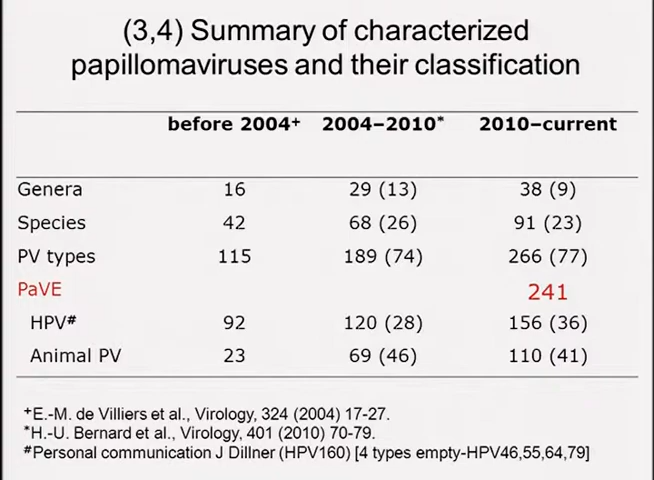 (3,4) Summary of characterized
papillomaviruses and their classification
before 2004+ 2004–2010* 2010–current
Genera 16 29 (13) 38 (9)
Species 42 68 (26) 91 (23)
PV types 115 189 (74) 266 (77)
PaVE 241
HPV# 92 120 (28) 156 (36)
Animal PV 23 69 (46) 110 (41)
+E.-M. de Villiers et al., Virology, 324 (2004) 17-27.
*H.-U. Bernard et al., Virology, 401 (2010) 70-79.
#Personal communication J Dillner (HPV160) [4 types empty-HPV46,55,64,79]